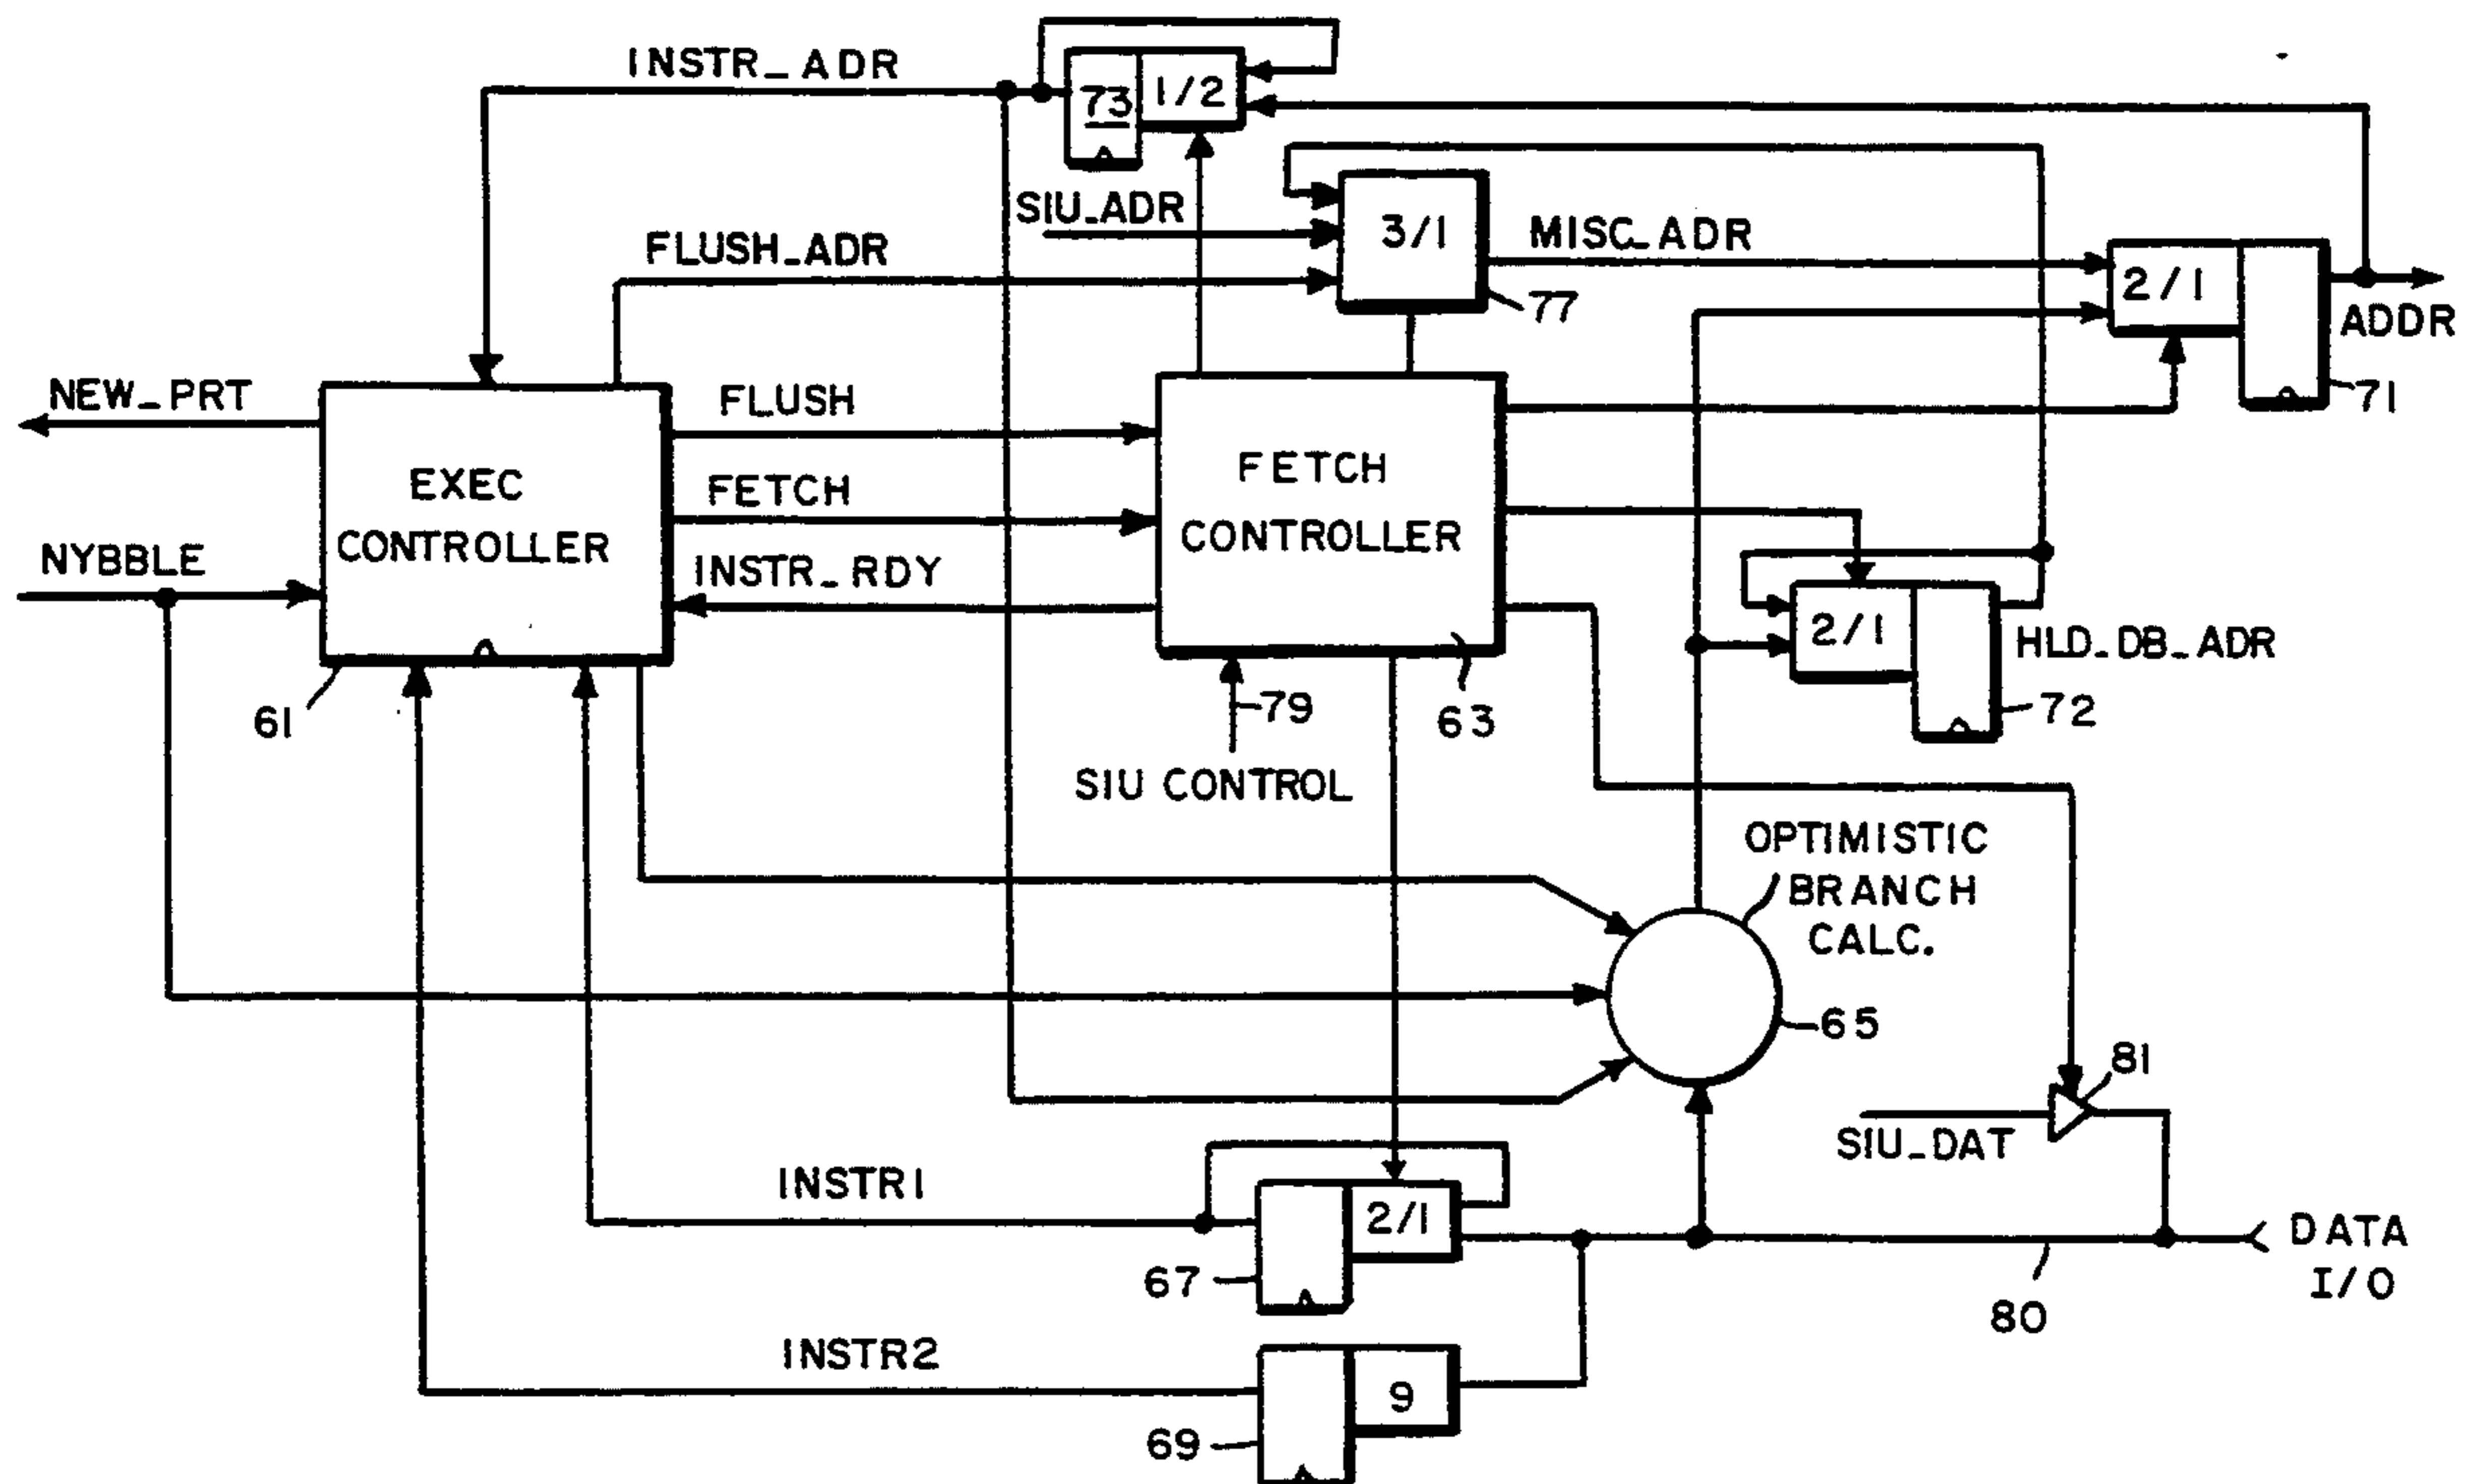 INSTR_ADR
73
1/2
SIU_ADR
3/1
MISC_ADR
FLUSH_ADR
2/1
77
ADDR
NEW_PRT
FLUSH
71
EXEC
CONTROLLER
FETCH
FETCH
CONTROLLER
NYBBLE
INSTR_RDY
2/1
HLD_DB_ADR
61
79
63
72
SIU CONTROL
OPTIMISTIC
BRANCH
CALC.
65
81
SIU_DAT
INSTR1
2/1
DATA
I/O
67
80
INSTR2
9
69